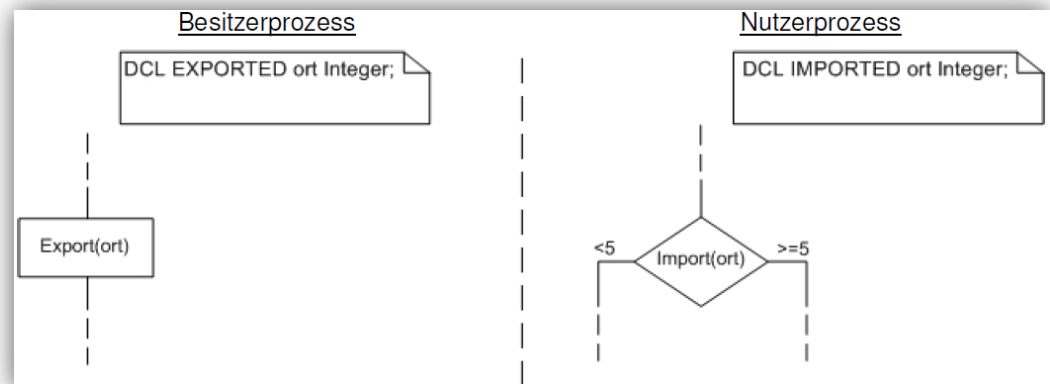 Besitzerprozess
DCL EXPORTED ort Integer;
Export(ort)
Nutzerprozess
DCL IMPORTED ort Integer;
<5
Import(ort)
>=5